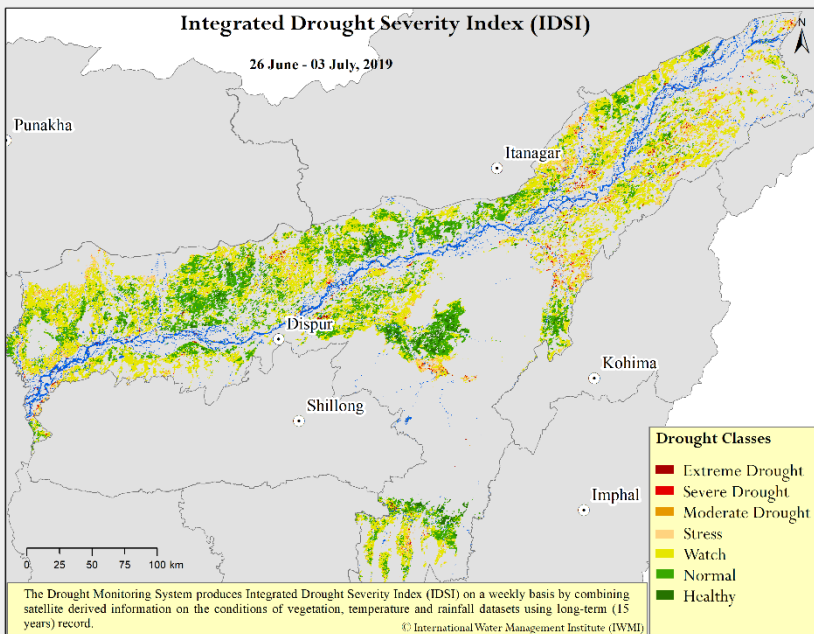 Integrated Drought Severity Index (IDSI)
26 June - 03 July, 2019
N
Punakha
Itanagar
Dispur
Kohima
Shillong
Imphal
Drought Classes
Extreme Drought
Severe Drought
Moderate Drought
Stress
Watch
Normal
Healthy
0 25 50 100 km
The Drought Monitoring System produces Integrated Drought Severity Index (IDSI) on a weekly basis by combining
satellite derived information on the conditions of vegetation, temperature and rainfall datasets using long-term (15
years) record.
© International Water Management Institute (IWMI)